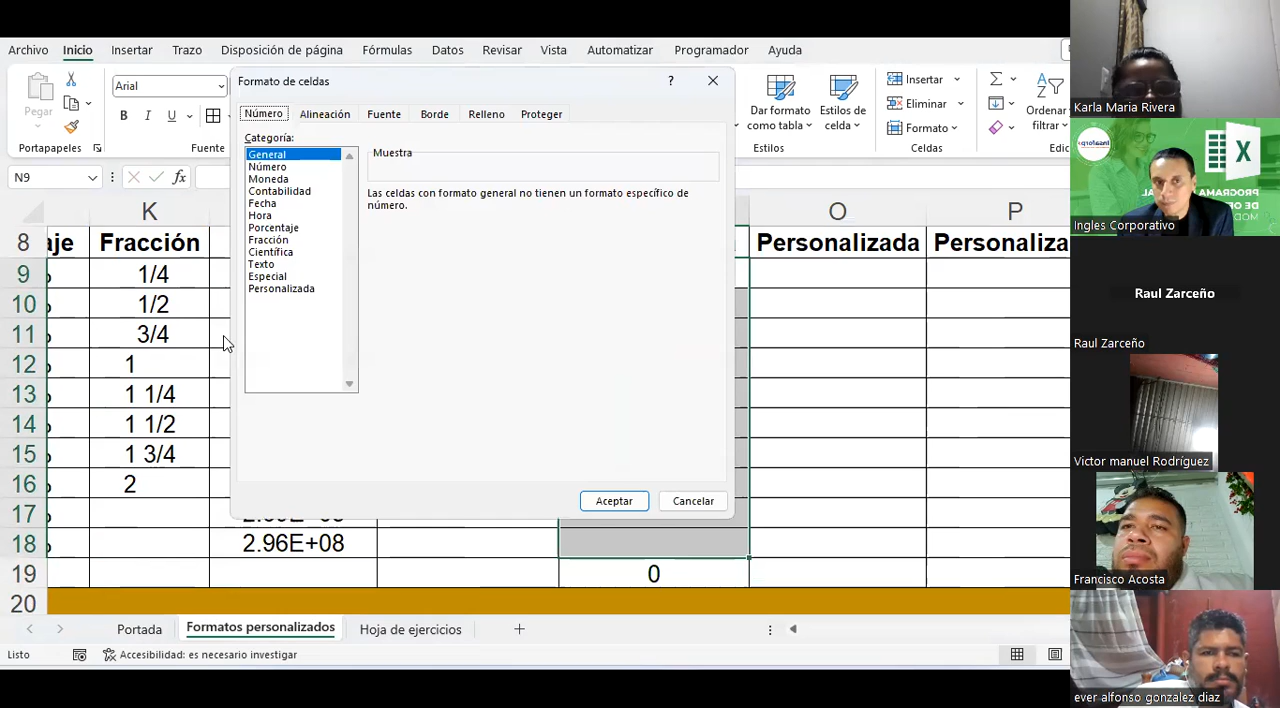 Archivo Inicio Insertar Trazo Disposición de página Fórmulas Datos Revisar Vista Automatizar Programador Ayuda
Pegar
Portapapeles
Arial
N K S
Fuente
Formato de celdas
?
Número Alineación Fuente Borde Relleno Proteger
Categoría:
General
Número
Moneda
Contabilidad
Fecha
Hora
Porcentaje
Fracción
Científica
Texto
Especial
Personalizada
Muestra
Las celdas con formato general no tienen un formato específico de
número.
Aceptar Cancelar
Dar formato
como tabla
Estilos de
celda
Estilos
Insertar
Eliminar
Formato
Celdas
Ordenar
filtrar
Edic
N9
fx
K O P
8 aje Fracción Personalizada Personaliza
9 1/4
10 1/2
11 3/4
12 1
13 1 1/4
14 1 1/2
15 1 3/4
16 2
17
18 2.96E+08
19 0
20
Portada Formatos personalizados Hoja de ejercicios
Listo Accesibilidad: es necesario investigar
Karla Maria Rivera
Ingles Corporativo
Raul Zarceño
Raul Zarceño
Victor manuel Rodríguez
Francisco Acosta
ever alfonso gonzalez diaz